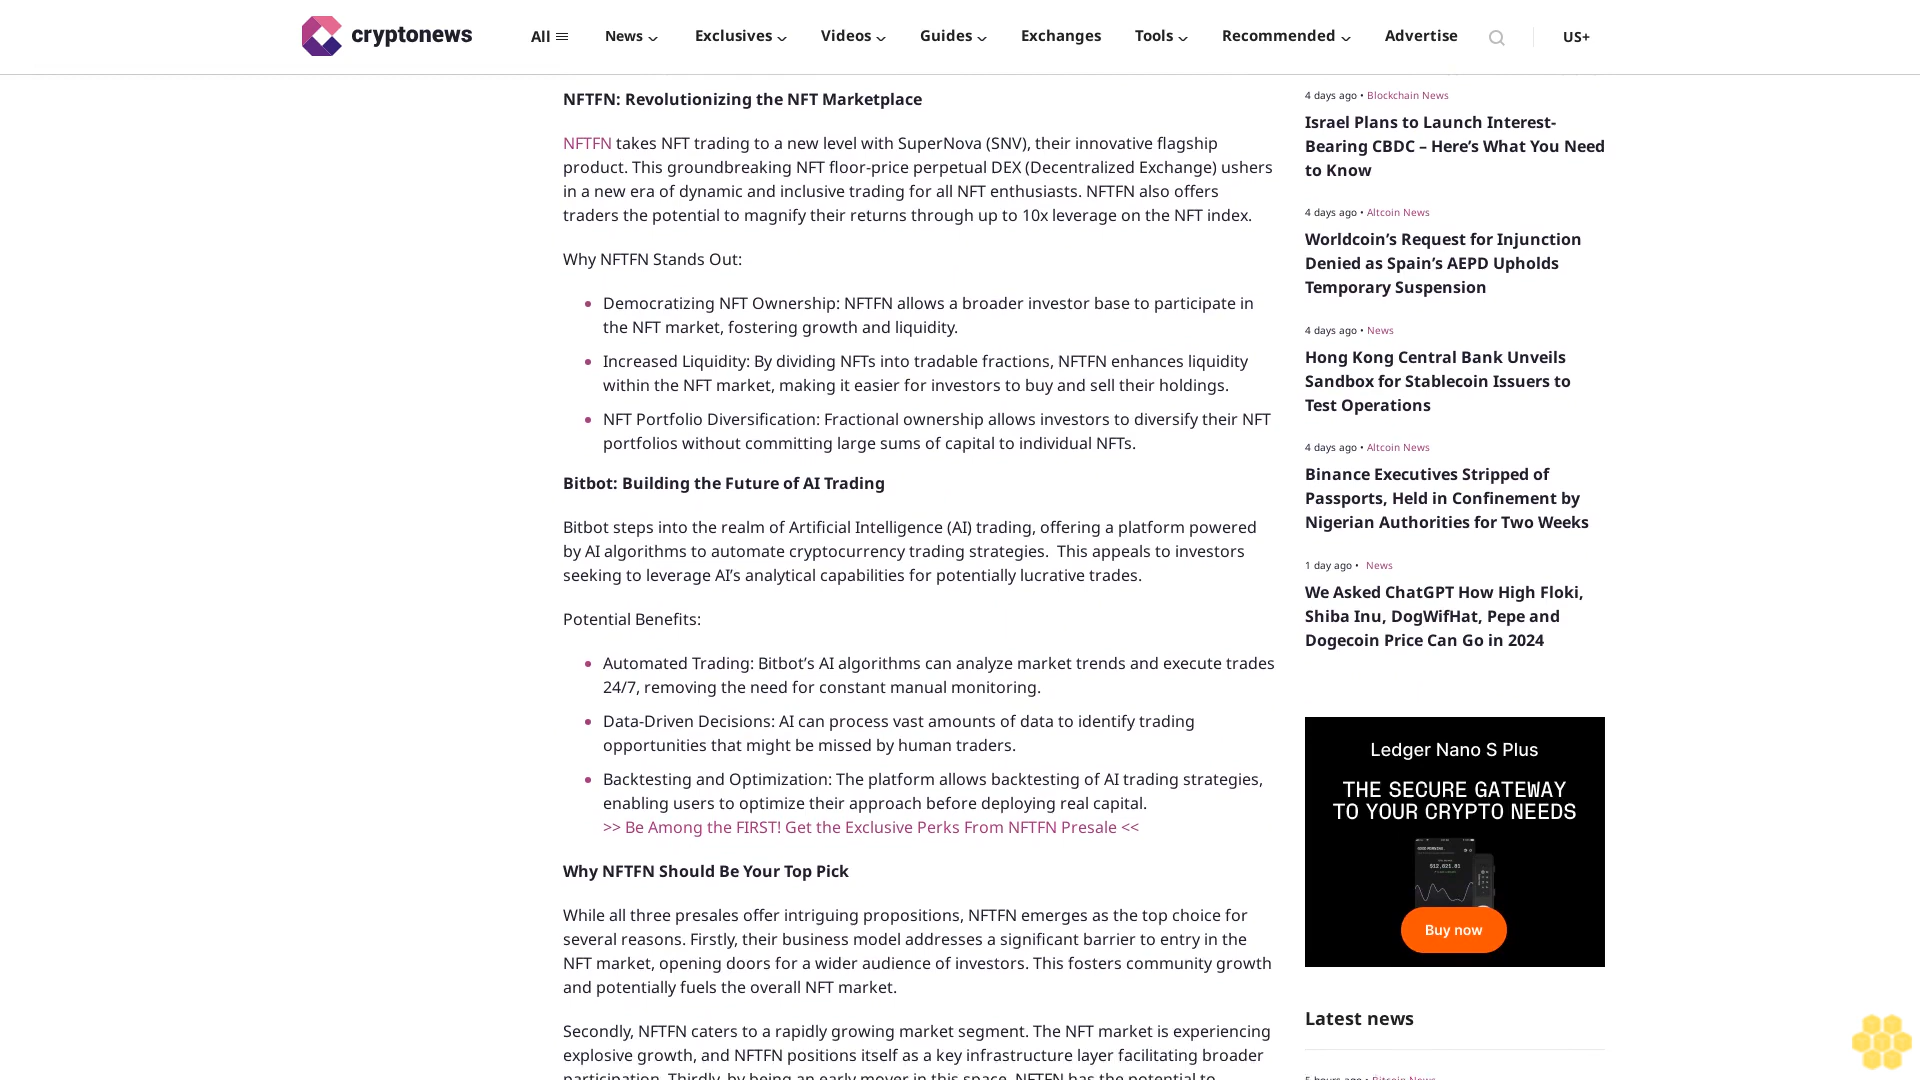 cryptonews
All
News
Exclusives
Videos
Guides
Exchanges
Tools
Recommended
Advertise
US+
NFTFN: Revolutionizing the NFT Marketplace
NFTFN takes NFT trading to a new level with SuperNova (SNV), their innovative flagship
product. This groundbreaking NFT floor-price perpetual DEX (Decentralized Exchange) ushers
in a new era of dynamic and inclusive trading for all NFT enthusiasts. NFTFN also offers
traders the potential to magnify their returns through up to 10x leverage on the NFT index.
Why NFTFN Stands Out:
Democratizing NFT Ownership: NFTFN allows a broader investor base to participate in
the NFT market, fostering growth and liquidity.
Increased Liquidity: By dividing NFTs into tradable fractions, NFTFN enhances liquidity
within the NFT market, making it easier for investors to buy and sell their holdings.
NFT Portfolio Diversification: Fractional ownership allows investors to diversify their NFT
portfolios without committing large sums of capital to individual NFTs.
Bitbot: Building the Future of AI Trading
Bitbot steps into the realm of Artificial Intelligence (AI) trading, offering a platform powered
by AI algorithms to automate cryptocurrency trading strategies.  This appeals to investors
seeking to leverage AI’s analytical capabilities for potentially lucrative trades.
Potential Benefits:
Automated Trading: Bitbot’s AI algorithms can analyze market trends and execute trades
24/7, removing the need for constant manual monitoring.
Data-Driven Decisions: AI can process vast amounts of data to identify trading
opportunities that might be missed by human traders.
Backtesting and Optimization: The platform allows backtesting of AI trading strategies,
enabling users to optimize their approach before deploying real capital.
>> Be Among the FIRST! Get the Exclusive Perks From NFTFN Presale <<
Why NFTFN Should Be Your Top Pick
While all three presales offer intriguing propositions, NFTFN emerges as the top choice for
several reasons. Firstly, their business model addresses a significant barrier to entry in the
NFT market, opening doors for a wider audience of investors. This fosters community growth
and potentially fuels the overall NFT market.
Secondly, NFTFN caters to a rapidly growing market segment. The NFT market is experiencing
explosive growth, and NFTFN positions itself as a key infrastructure layer facilitating broader
participation. Thirdly, by being an early mover in this space, NFTFN has the potential to
4 days ago • Blockchain News
Israel Plans to Launch Interest-
Bearing CBDC – Here’s What You Need
to Know
4 days ago • Altcoin News
Worldcoin’s Request for Injunction
Denied as Spain’s AEPD Upholds
Temporary Suspension
4 days ago • News
Hong Kong Central Bank Unveils
Sandbox for Stablecoin Issuers to
Test Operations
4 days ago • Altcoin News
Binance Executives Stripped of
Passports, Held in Confinement by
Nigerian Authorities for Two Weeks
1 day ago • News
We Asked ChatGPT How High Floki,
Shiba Inu, DogWifHat, Pepe and
Dogecoin Price Can Go in 2024
Ledger Nano S Plus
THE SECURE GATEWAY
TO YOUR CRYPTO NEEDS
$12,021.83
Buy now
Latest news
5 hours ago • Bitcoin News